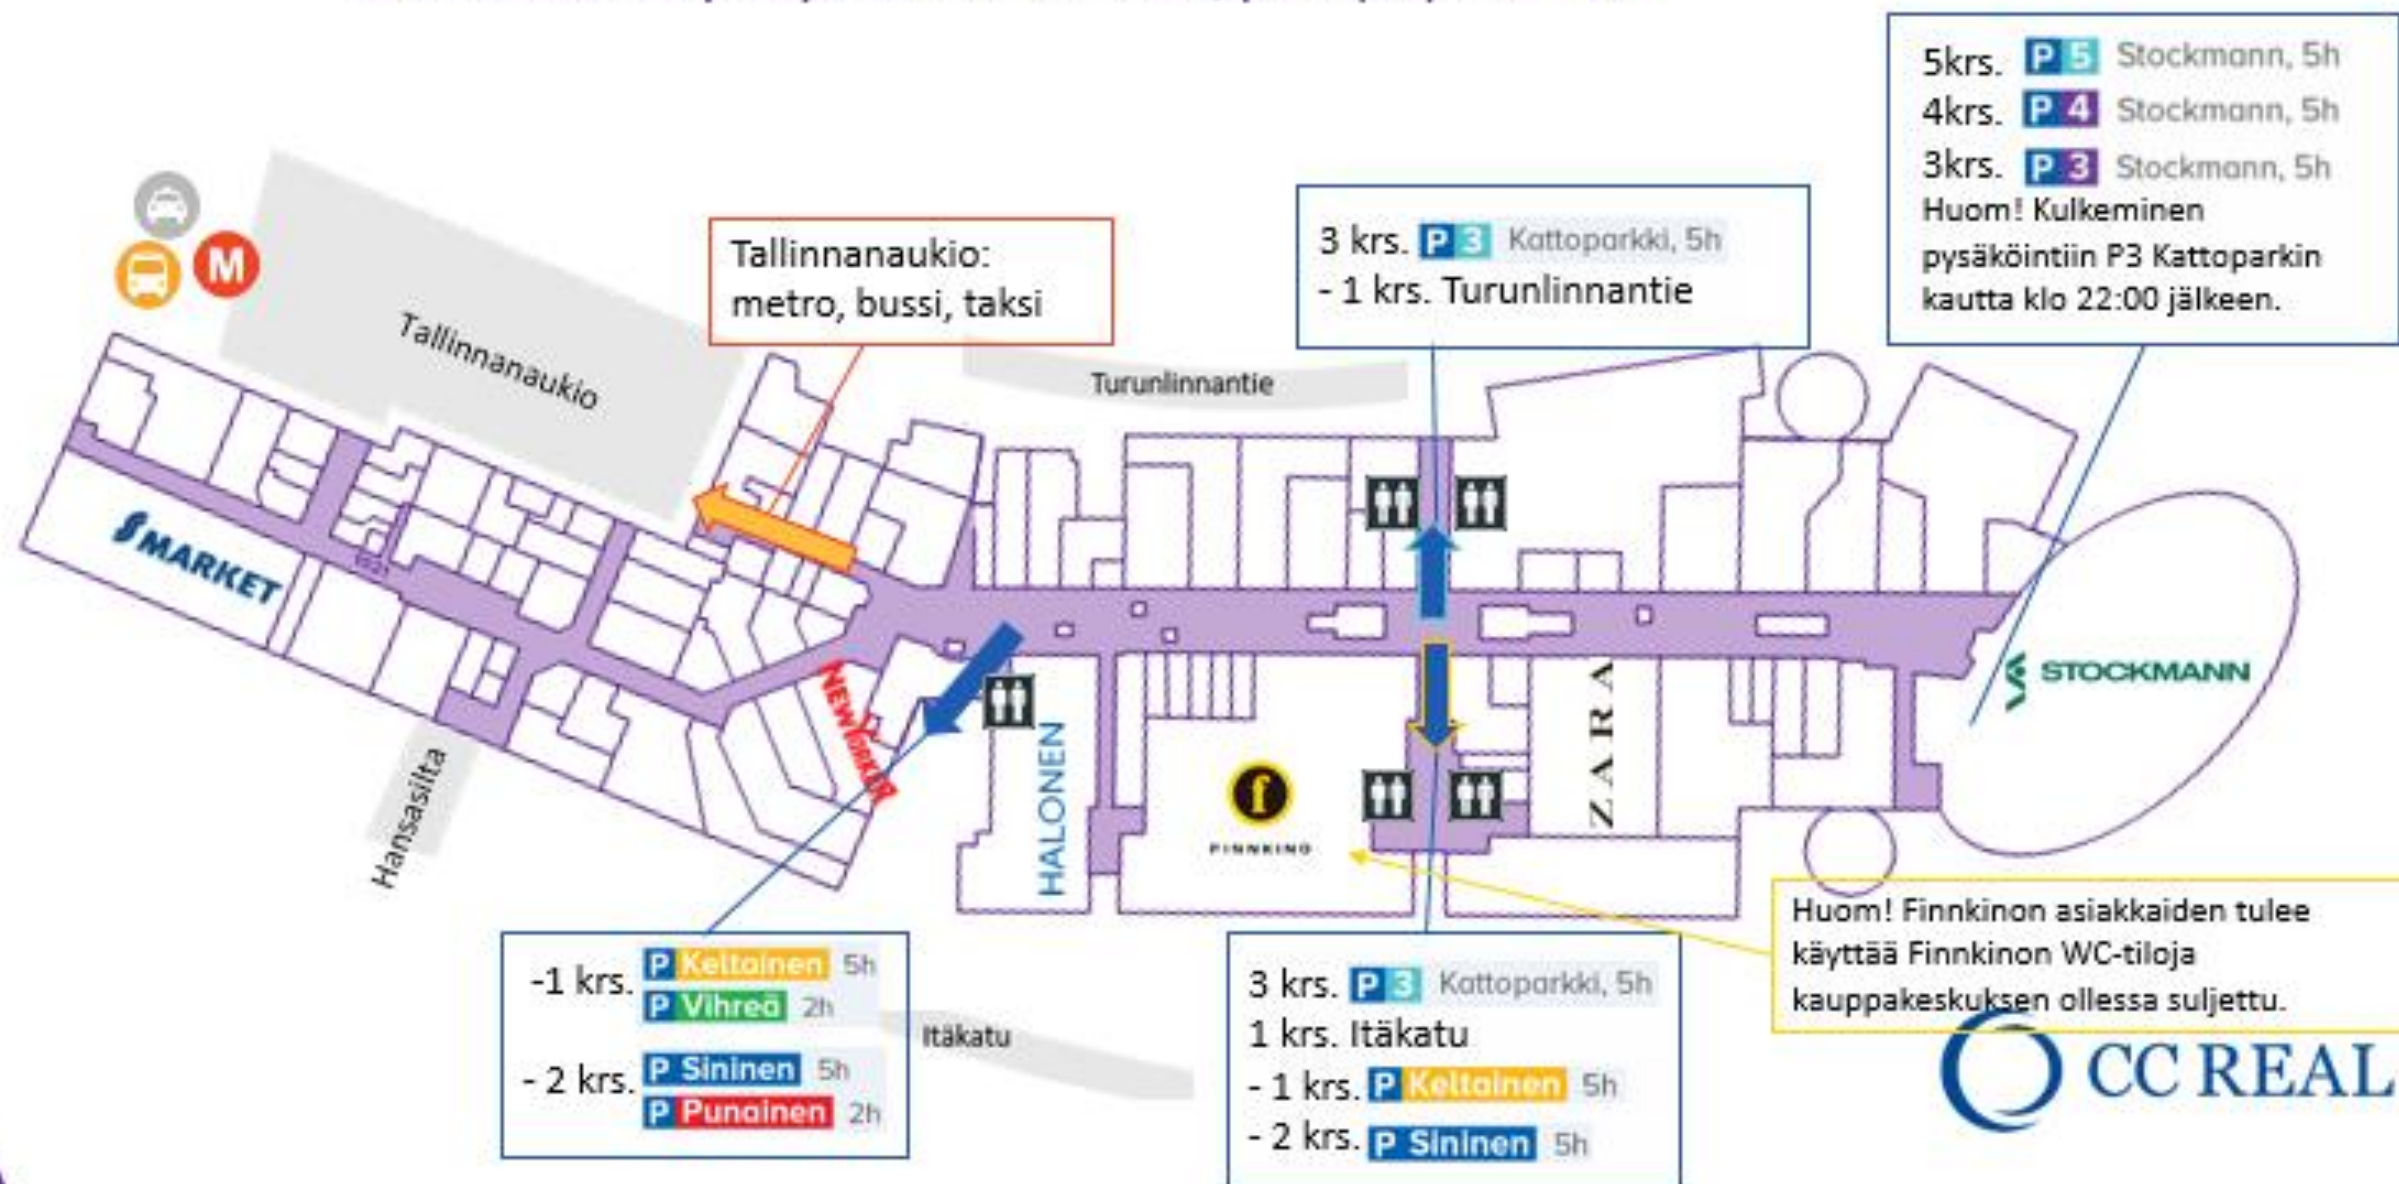 5krs. P 5 Stockmann, 5h
4krs. P 4 Stockmann, 5h
3krs. P 3 Stockmann, 5h
Huom! Kulkeminen
pysäköintiin P3 Kattoparkin
kautta klo 22:00 jälkeen.
3 krs. P 3 Kattoparkki, 5h
- 1 krs. Turunlinnantie
Tallinnanaukio:
metro, bussi, taksi
M
Tallinnanaukio
Turunlinnantie
S MARKET
NEWYORKER
HALONEN
f
FINNKINO
ZARA
STOCKMANN
Hansasilta
Huom! Finnkinon asiakkaiden tulee
käyttää Finnkinon WC-tiloja
kauppakeskuksen ollessa suljettu.
-1 krs. P Keltainen 5h
P Vihreä 2h
- 2 krs. P Sininen 5h
P Punainen 2h
Itäkatu
3 krs. P 3 Kattoparkki, 5h
1 krs. Itäkatu
- 1 krs. P Keltainen 5h
- 2 krs. P Sininen 5h
CC REAL